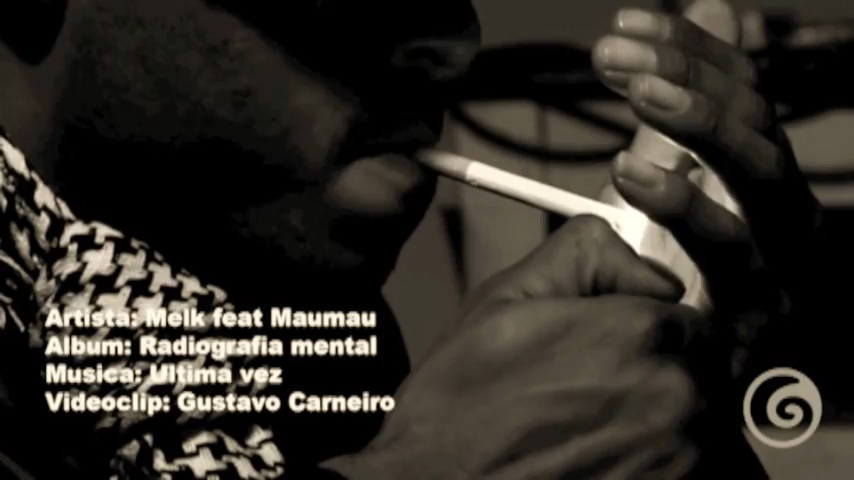 Artista: Melk feat Maumau
Album: Radiografia mental
Musica: Ultima vez
Videoclip: Gustavo Carneiro